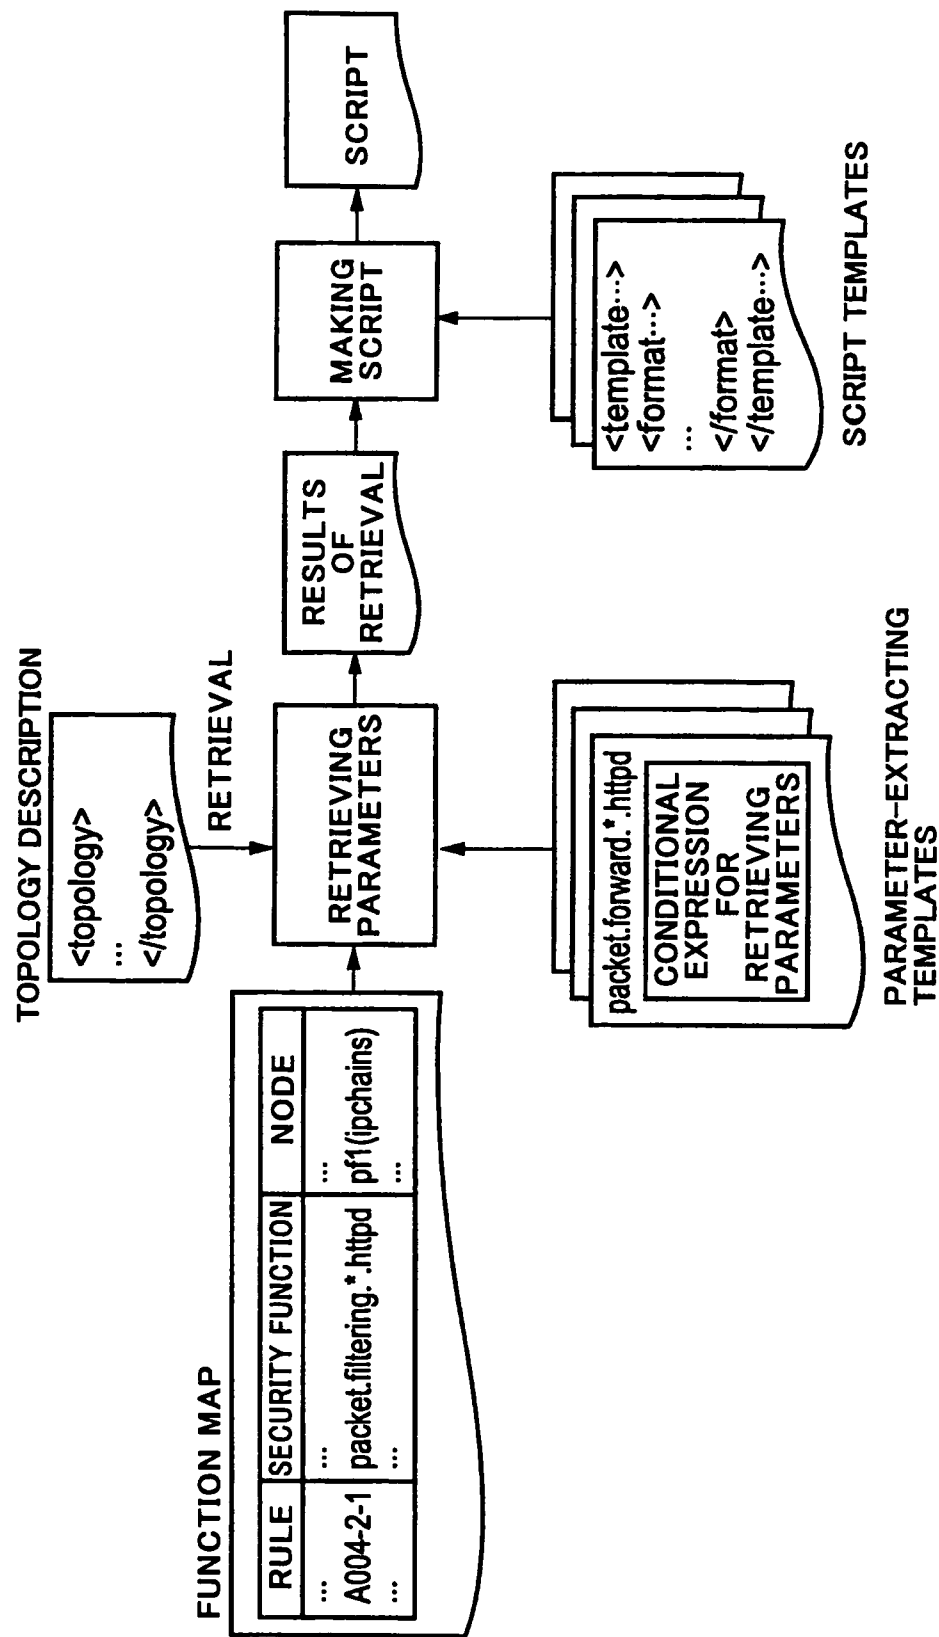 FUNCTION MAP
RULE
SECURITY FUNCTION
NODE
...
...
...
A004-2-1
packet.filtering.*.httpd
pf1(ipchains)
...
...
...
TOPOLOGY DESCRIPTION
<topology>
...
</topology>
RETRIEVAL
RETRIEVING
PARAMETERS
packet.forward.*.httpd
CONDITIONAL
EXPRESSION
FOR
RETRIEVING
PARAMETERS
PARAMETER-EXTRACTING
TEMPLATES
RESULTS
OF
RETRIEVAL
MAKING
SCRIPT
<template...>
<format...>
...
</format>
</template...>
SCRIPT TEMPLATES
SCRIPT